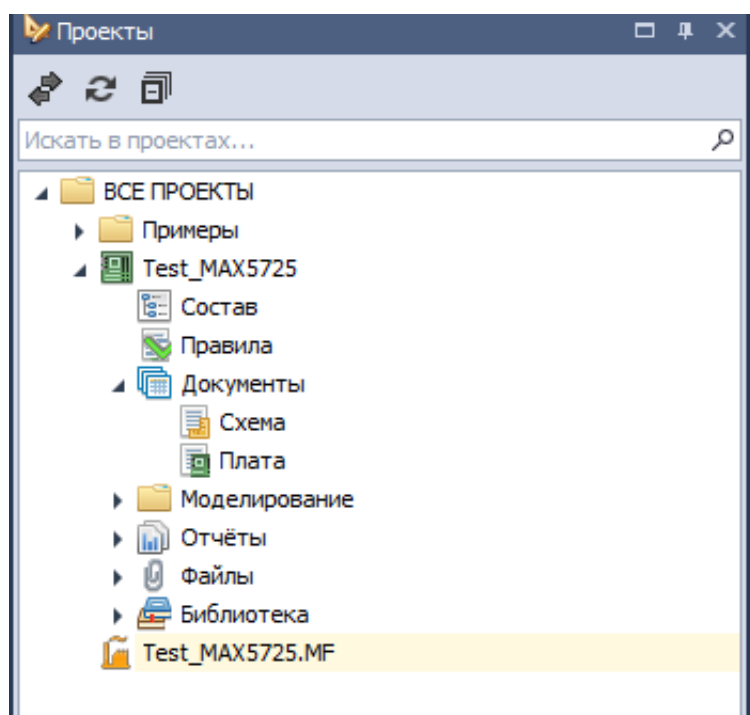 Проекты
Искать в проектах...
ВСЕ ПРОЕКТЫ
Примеры
Test_MAX5725
Состав
Правила
Документы
Схема
Плата
Моделирование
Отчёты
Файлы
Библиотека
Test_MAX5725.MF